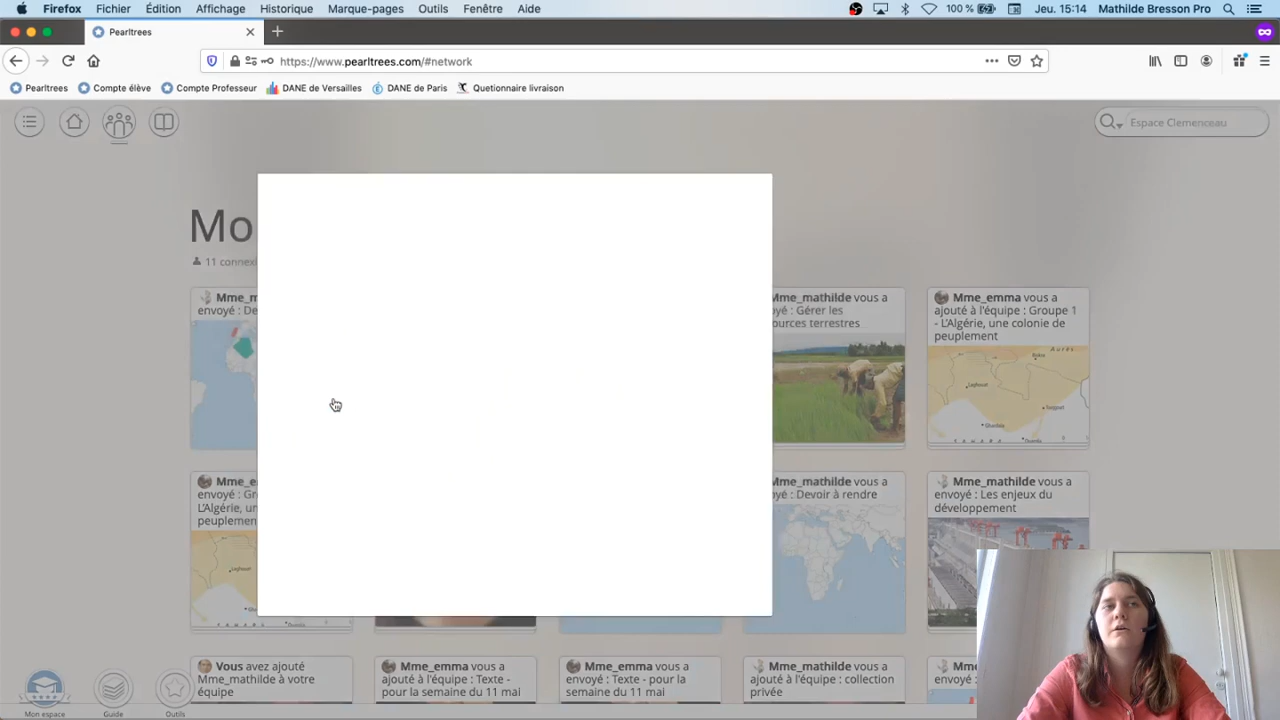 Firefox Fichier Édition Affichage Historique Marque-pages Outils Fenêtre Aide 100 % Jeu. 15:14 Mathilde Bresson Pro
Pearltrees
https://www.pearltrees.com/#network
Pearltrees Compte élève Compte Professeur DANE de Versailles DANE de Paris Quetionnaire livraison
Espace Clemenceau
Mo
11 connexi
Mme_m
envoyé : De
Mme_mathilde vous a
oyé : Gérer les
ources terrestres
Mme_emma vous a
ajouté à l'équipe : Groupe 1
- L'Algérie, une colonie de
peuplement
Laghouat
Mme_e
envoyé : Gr
L'Algérie, un
peuplemen
Mme_mathilde vous a
oyé : Devoir à rendre
Mme_mathilde vous a
envoyé : Les enjeux du
développement
Vous avez ajouté
Mme_mathilde à votre
équipe
Mme_emma vous a
ajouté à l'équipe : Texte -
pour la semaine du 11 mai
Mme_emma vous a
envoyé : Texte - pour la
semaine du 11 mai
Mme_mathilde vous a
ajouté à l'équipe : collection
privée
Mme
envoyé :
Mon espace
Guide
Outils